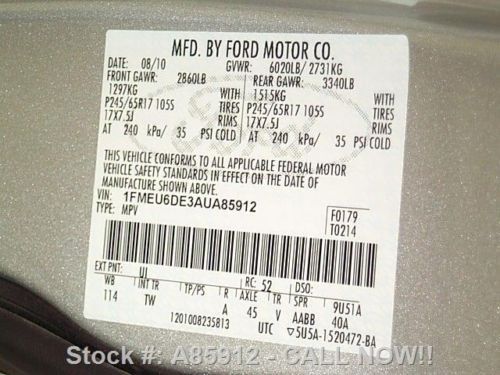 MFD. BY FORD MOTOR CO.
DATE: 08/10 GVWR: 6020LB/ 2731KG
FRONT GAWR: 2860LB REAR GAWR: 3340LB
1297KG WITH 1515KG WITH
P245/65R17 105S TIRES P245/65R17 105S TIRES
17X7.5J RIMS 17X7.5J RIMS
AT 240 kPa/ 35 PSI COLD AT 240 kPa/ 35 PSI COLD
THIS VEHICLE CONFORMS TO ALL APPLICABLE FEDERAL MOTOR
VEHICLE SAFETY STANDARDS IN EFFECT ON THE DATE OF
MANUFACTURE SHOWN ABOVE.
VIN: 1FMEU6DE3AUA85912
TYPE: MPV
F0179
T0214
EXT PNT: UI RC: 52 DSO:
WB INT TR TP/PS R AXLE TR SPR 9U51A
114 TW A 45 V AABB 40A
1201008235813 UTC ▽5U5A-1520472-BA
Stock #: A85912 - CALL NOW!!